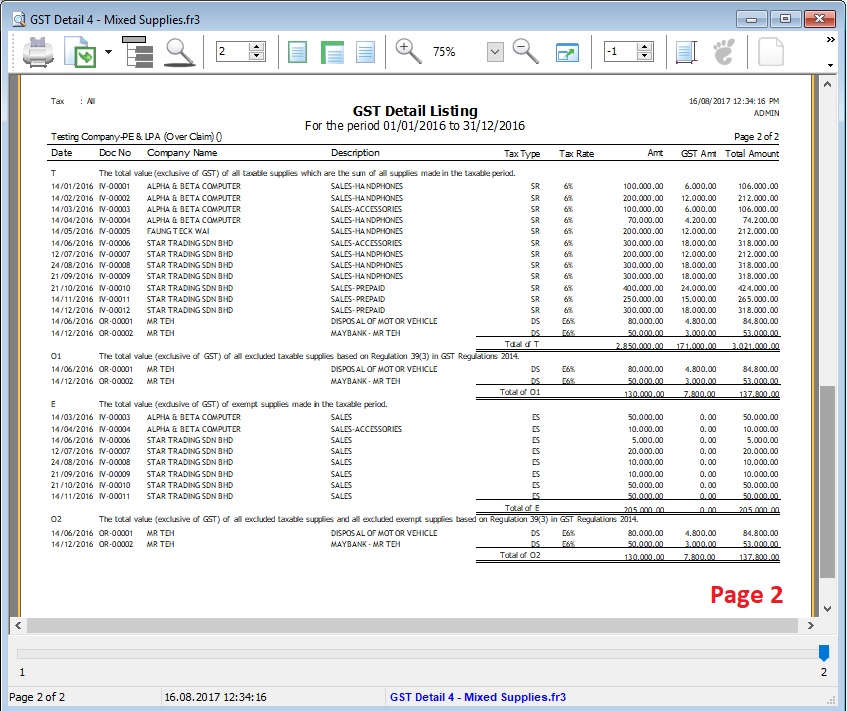 GST Detail 4 - Mixed Supplies.fr3
2 75% -1
Tax : All 16/08/2017 12:34:16 PM
GST Detail Listing ADMIN
For the period 01/01/2016 to 31/12/2016
Testing Company-PE & LPA (Over Claim) () Page 2 of 2
Date Doc No Company Name Description Tax Type Tax Rate Amt GST Amt Total Amount
T The total value (exclusive of GST) of all taxable supplies which are the sum of all supplies made in the taxable period.
14/01/2016 IV-00001 ALPHA & BETA COMPUTER SALES-HANDPHONES SR 6% 100,000.00 6,000.00 106,000.00
14/02/2016 IV-00002 ALPHA & BETA COMPUTER SALES-HANDPHONES SR 6% 200,000.00 12,000.00 212,000.00
14/03/2016 IV-00003 ALPHA & BETA COMPUTER SALES-ACCESSORIES SR 6% 100,000.00 6,000.00 106,000.00
14/04/2016 IV-00004 ALPHA & BETA COMPUTER SALES-HANDPHONES SR 6% 70,000.00 4,200.00 74,200.00
14/05/2016 IV-00005 FAUNG TECK WAI SALES-HANDPHONES SR 6% 200,000.00 12,000.00 212,000.00
14/06/2016 IV-00006 STAR TRADING SDN BHD SALES-ACCESSORIES SR 6% 300,000.00 18,000.00 318,000.00
12/07/2016 IV-00007 STAR TRADING SDN BHD SALES-HANDPHONES SR 6% 200,000.00 12,000.00 212,000.00
24/08/2016 IV-00008 STAR TRADING SDN BHD SALES-HANDPHONES SR 6% 300,000.00 18,000.00 318,000.00
21/09/2016 IV-00009 STAR TRADING SDN BHD SALES-HANDPHONES SR 6% 300,000.00 18,000.00 318,000.00
21/10/2016 IV-00010 STAR TRADING SDN BHD SALES- PREPAID SR 6% 400,000.00 24,000.00 424,000.00
14/11/2016 IV-00011 STAR TRADING SDN BHD SALES- PREPAID SR 6% 250,000.00 15,000.00 265,000.00
14/12/2016 IV-00012 STAR TRADING SDN BHD SALES- PREPAID SR 6% 300,000.00 18,000.00 318,000.00
14/06/2016 OR-00001 MR TEH DISPOSAL OF MOTOR VEHICLE DS E6% 80,000.00 4,800.00 84,800.00
14/12/2016 OR-00002 MR TEH MAYBANK - MR TEH DS E6% 50,000.00 3,000.00 53,000.00
Total of T 2,850,000.00 171,000.00 3,021,000.00
O1 The total value (exclusive of GST) of all excluded taxable supplies based on Regulation 39(3) in GST Regulations 2014.
14/06/2016 OR-00001 MR TEH DISPOSAL OF MOTOR VEHICLE DS E6% 80,000.00 4,800.00 84,800.00
14/12/2016 OR-00002 MR TEH MAYBANK - MR TEH DS E6% 50,000.00 3,000.00 53,000.00
Total of O1 130,000.00 7,800.00 137,800.00
E The total value (exclusive of GST) of exempt supplies made in the taxable period.
14/03/2016 IV-00003 ALPHA & BETA COMPUTER SALES ES 50,000.00 0.00 50,000.00
14/04/2016 IV-00004 ALPHA & BETA COMPUTER SALES-ACCESSORIES ES 10,000.00 0.00 10,000.00
14/06/2016 IV-00006 STAR TRADING SDN BHD SALES ES 5,000.00 0.00 5,000.00
12/07/2016 IV-00007 STAR TRADING SDN BHD SALES ES 20,000.00 0.00 20,000.00
24/08/2016 IV-00008 STAR TRADING SDN BHD SALES ES 10,000.00 0.00 10,000.00
21/09/2016 IV-00009 STAR TRADING SDN BHD SALES ES 10,000.00 0.00 10,000.00
21/10/2016 IV-00010 STAR TRADING SDN BHD SALES ES 50,000.00 0.00 50,000.00
14/11/2016 IV-00011 STAR TRADING SDN BHD SALES ES 50,000.00 0.00 50,000.00
Total of E 205,000.00 0.00 205,000.00
O2 The total value (exclusive of GST) of all excluded taxable supplies and all excluded exempt supplies based on Regulation 39(3) in GST Regulations 2014.
14/06/2016 OR-00001 MR TEH DISPOSAL OF MOTOR VEHICLE DS E6% 80,000.00 4,800.00 84,800.00
14/12/2016 OR-00002 MR TEH MAYBANK - MR TEH DS E6% 50,000.00 3,000.00 53,000.00
Total of O2 130,000.00 7,800.00 137,800.00
Page 2
1 2
Page 2 of 2 16.08.2017 12:34:16 GST Detail 4 - Mixed Supplies.fr3